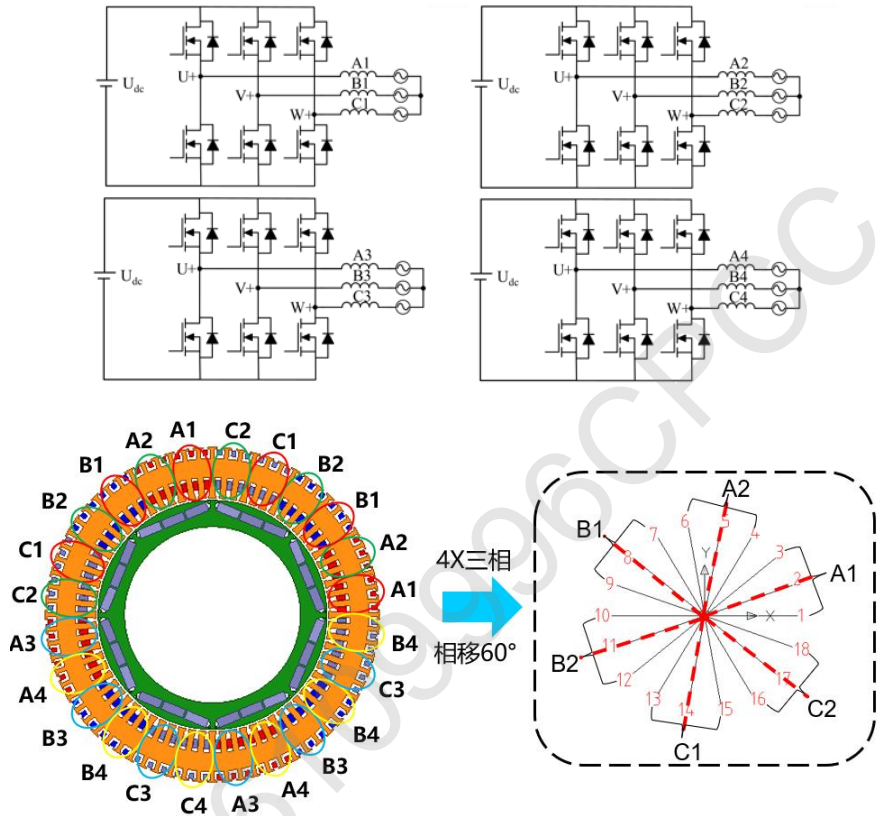 A1
B1
C1
U+
V+
W+
Udc
A2
B2
C2
U+
V+
W+
Udc
A3
B3
C3
U+
V+
W+
Udc
A4
B4
C4
U+
V+
W+
Udc
A1
C2
C1
B2
B1
A2
A1
B4
C3
B4
B3
A4
A3
C4
C3
B4
B3
A4
A3
C2
C1
B2
B1
A2
4X三相
相移60°
A2
B1
A1
B2
C2
C1
Y
X
1
2
3
4
5
6
7
8
9
10
11
12
13
14
15
16
17
18
109996CPCC